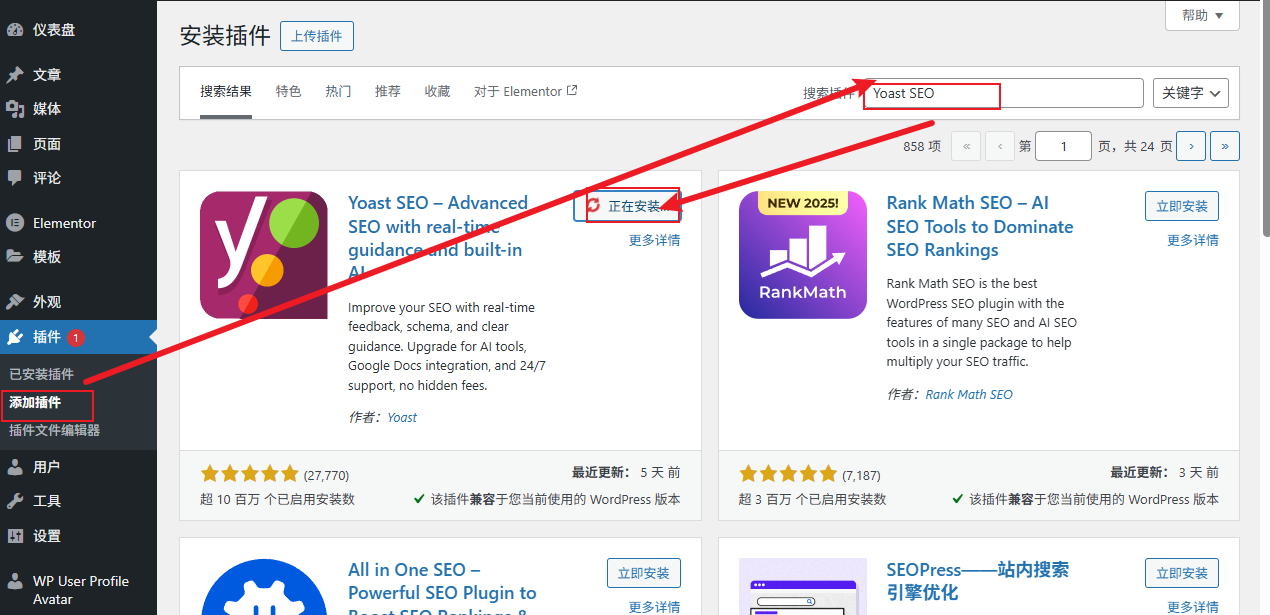 仪表盘
文章
媒体
页面
评论
Elementor
模板
外观
插件 1
已安装插件
添加插件
插件文件编辑器
用户
工具
设置
WP User Profile
Avatar
帮助
安装插件 上传插件
搜索结果 特色 热门 推荐 收藏 对于 Elementor
搜索插件 Yoast SEO 关键字
858 项 « ‹ 第 1 页，共 24 页 › »
Yoast SEO – Advanced
SEO with real-time
guidance and built-in
AI
正在安装...
更多详情
Improve your SEO with real-time
feedback, schema, and clear
guidance. Upgrade for AI tools,
Google Docs integration, and 24/7
support, no hidden fees.
作者：Yoast
(27,770)
最近更新： 5 天 前
超 10 百万 个已启用安装数
该插件兼容于您当前使用的 WordPress 版本
NEW 2025!
RankMath
Rank Math SEO – AI
SEO Tools to Dominate
SEO Rankings
立即安装
更多详情
Rank Math SEO is the best
WordPress SEO plugin with the
features of many SEO and AI SEO
tools in a single package to help
multiply your SEO traffic.
作者：Rank Math SEO
(7,187)
最近更新： 3 天 前
超 3 百万 个已启用安装数
该插件兼容于您当前使用的 WordPress 版本
All in One SEO –
Powerful SEO Plugin to
Boost SEO Rankings &
立即安装
更多详情
SEOPress——站内搜索
引擎优化
立即安装
更多详情